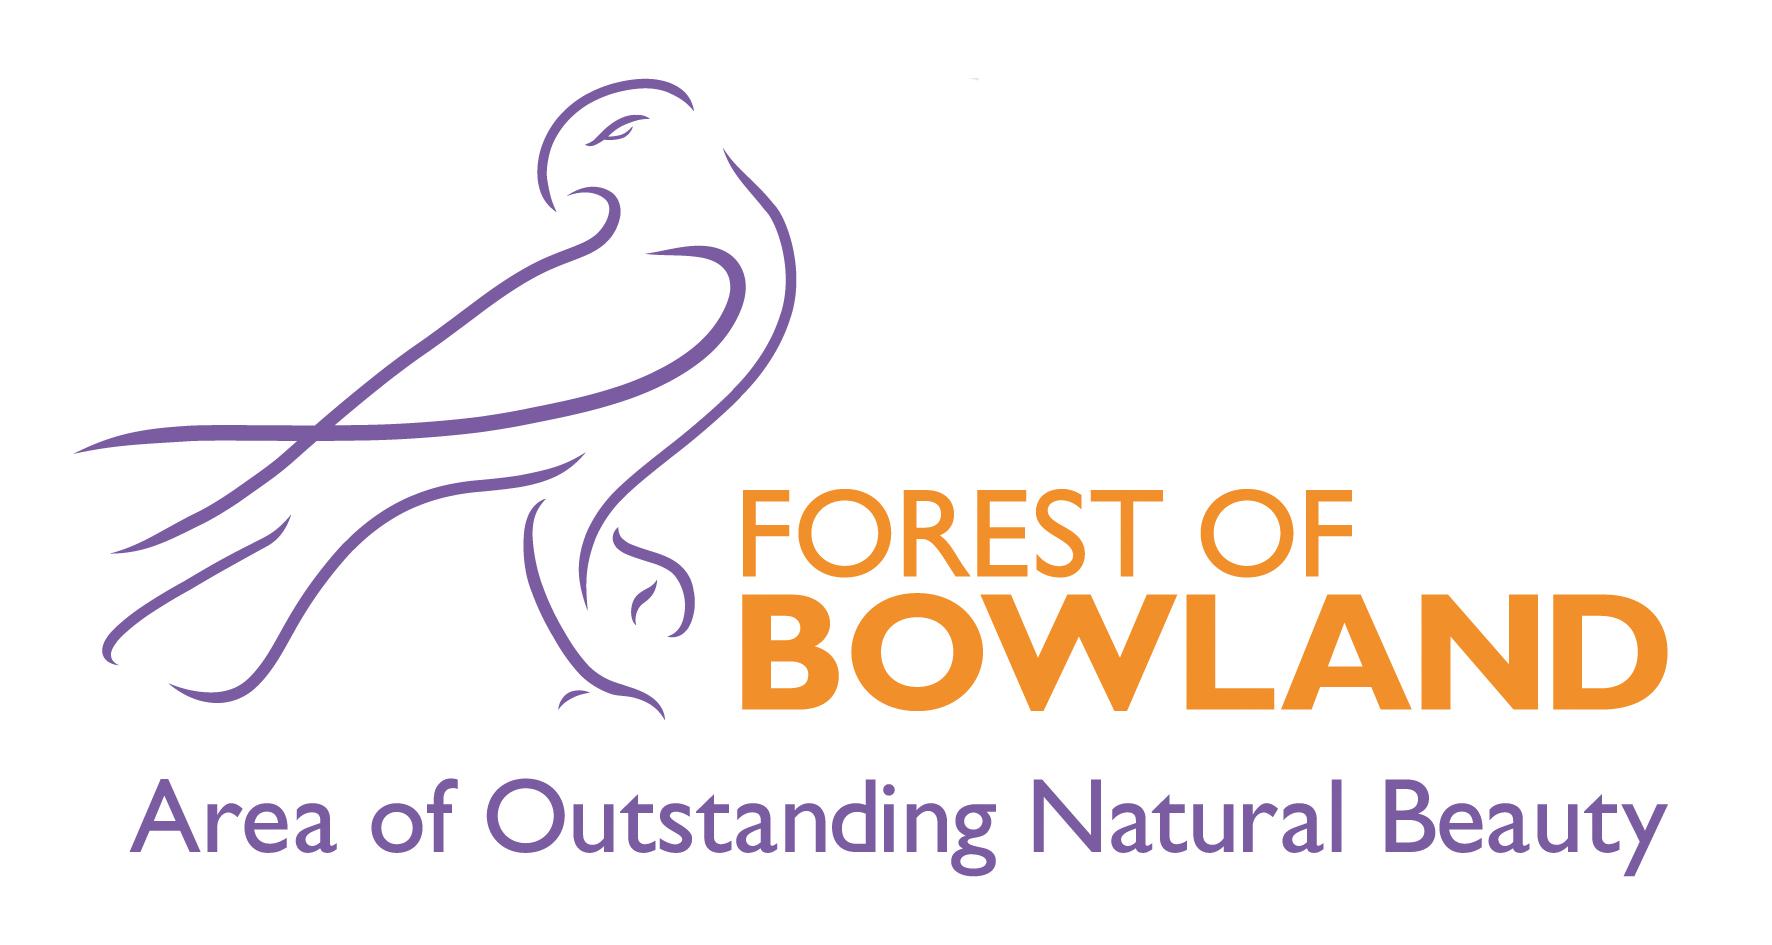 FOREST OF
BOWLAND
Area of Outstanding Natural Beauty